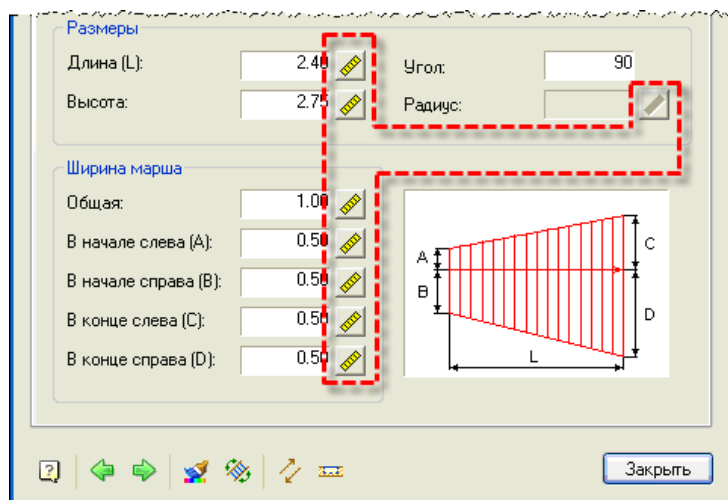 Размеры
Длина (L): 2.40
Угол: 90
Высота: 2.75
Радиус:
Ширина марша
Общая: 1.00
В начале слева (A): 0.50
В начале справа (B): 0.50
В конце слева (C): 0.50
В конце справа (D): 0.50
A
B
C
D
L
?
Закрыть